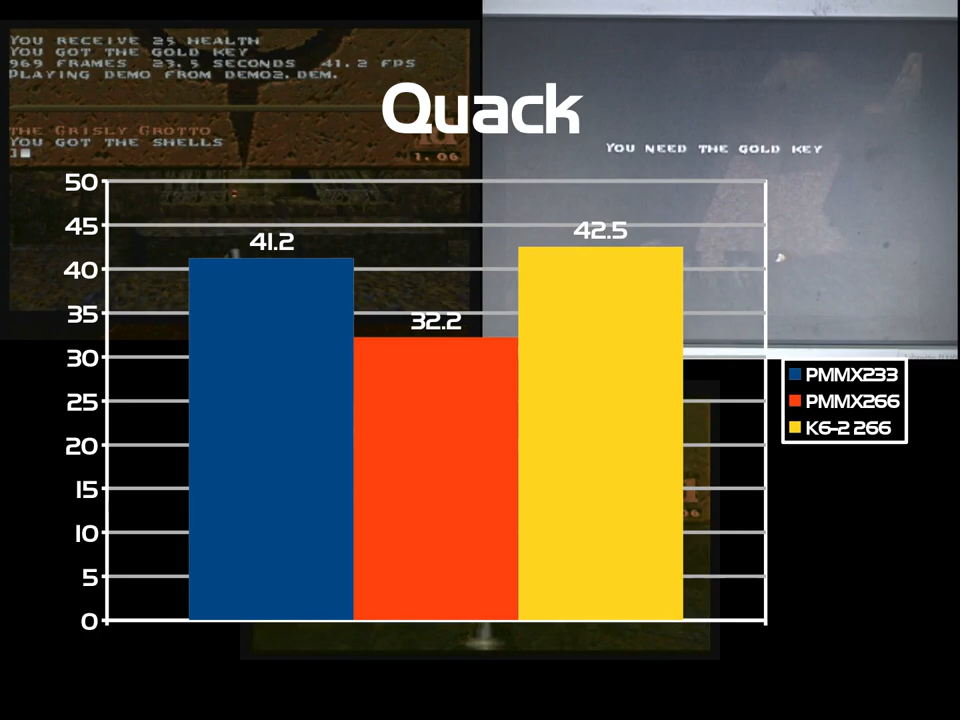 YOU RECEIVE 25 HEALTH
YOU GOT THE GOLD KEY
969 FRAMES 23.5 SECONDS 41.2 FPS
PLAYING DEMO FROM DEMO2.DEM.
THE GRISLY GROTTO
YOU GOT THE SHELLS
]
1.06
Quack
YOU NEED THE GOLD KEY
50
45
40
35
30
25
20
15
10
5
0
41.2
32.2
42.5
PMMX233
PMMX266
K6-2 266